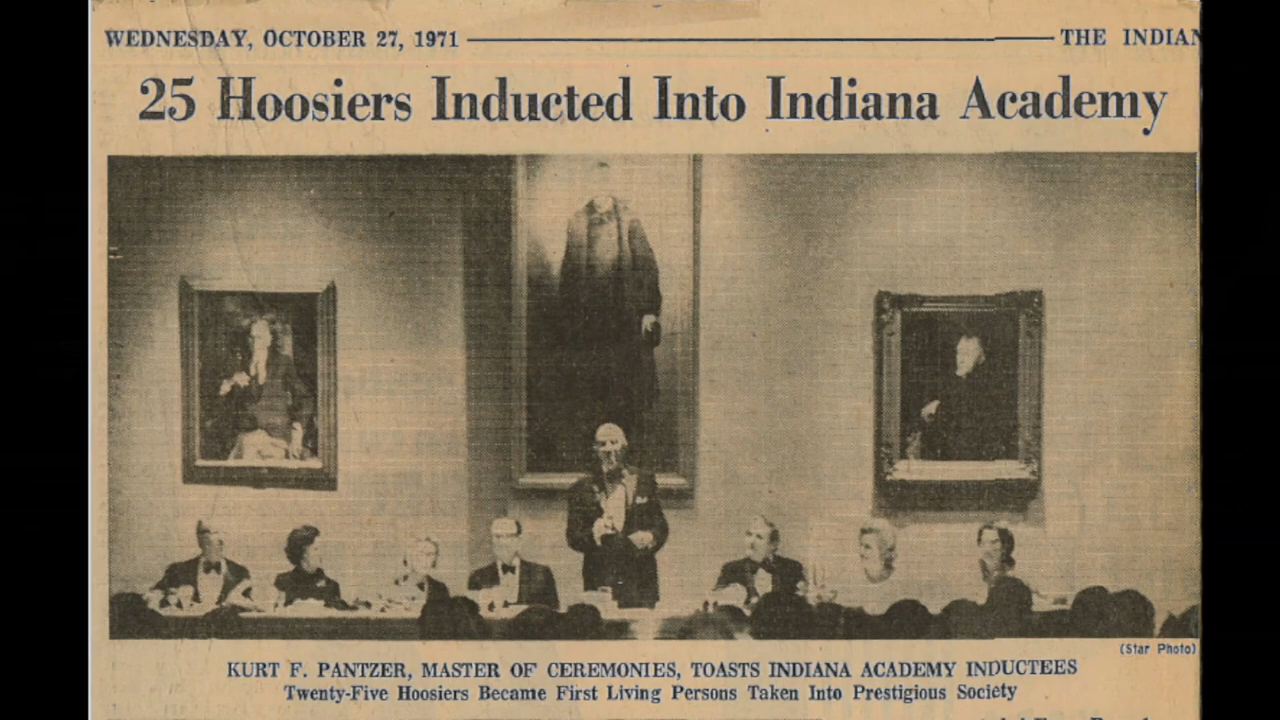 WEDNESDAY, OCTOBER 27, 1971
THE INDIAN
25 Hoosiers Inducted Into Indiana Academy
(Star Photo)
KURT F. PANTZER, MASTER OF CEREMONIES, TOASTS INDIANA ACADEMY INDUCTEES
Twenty-Five Hoosiers Became First Living Persons Taken Into Prestigious Society